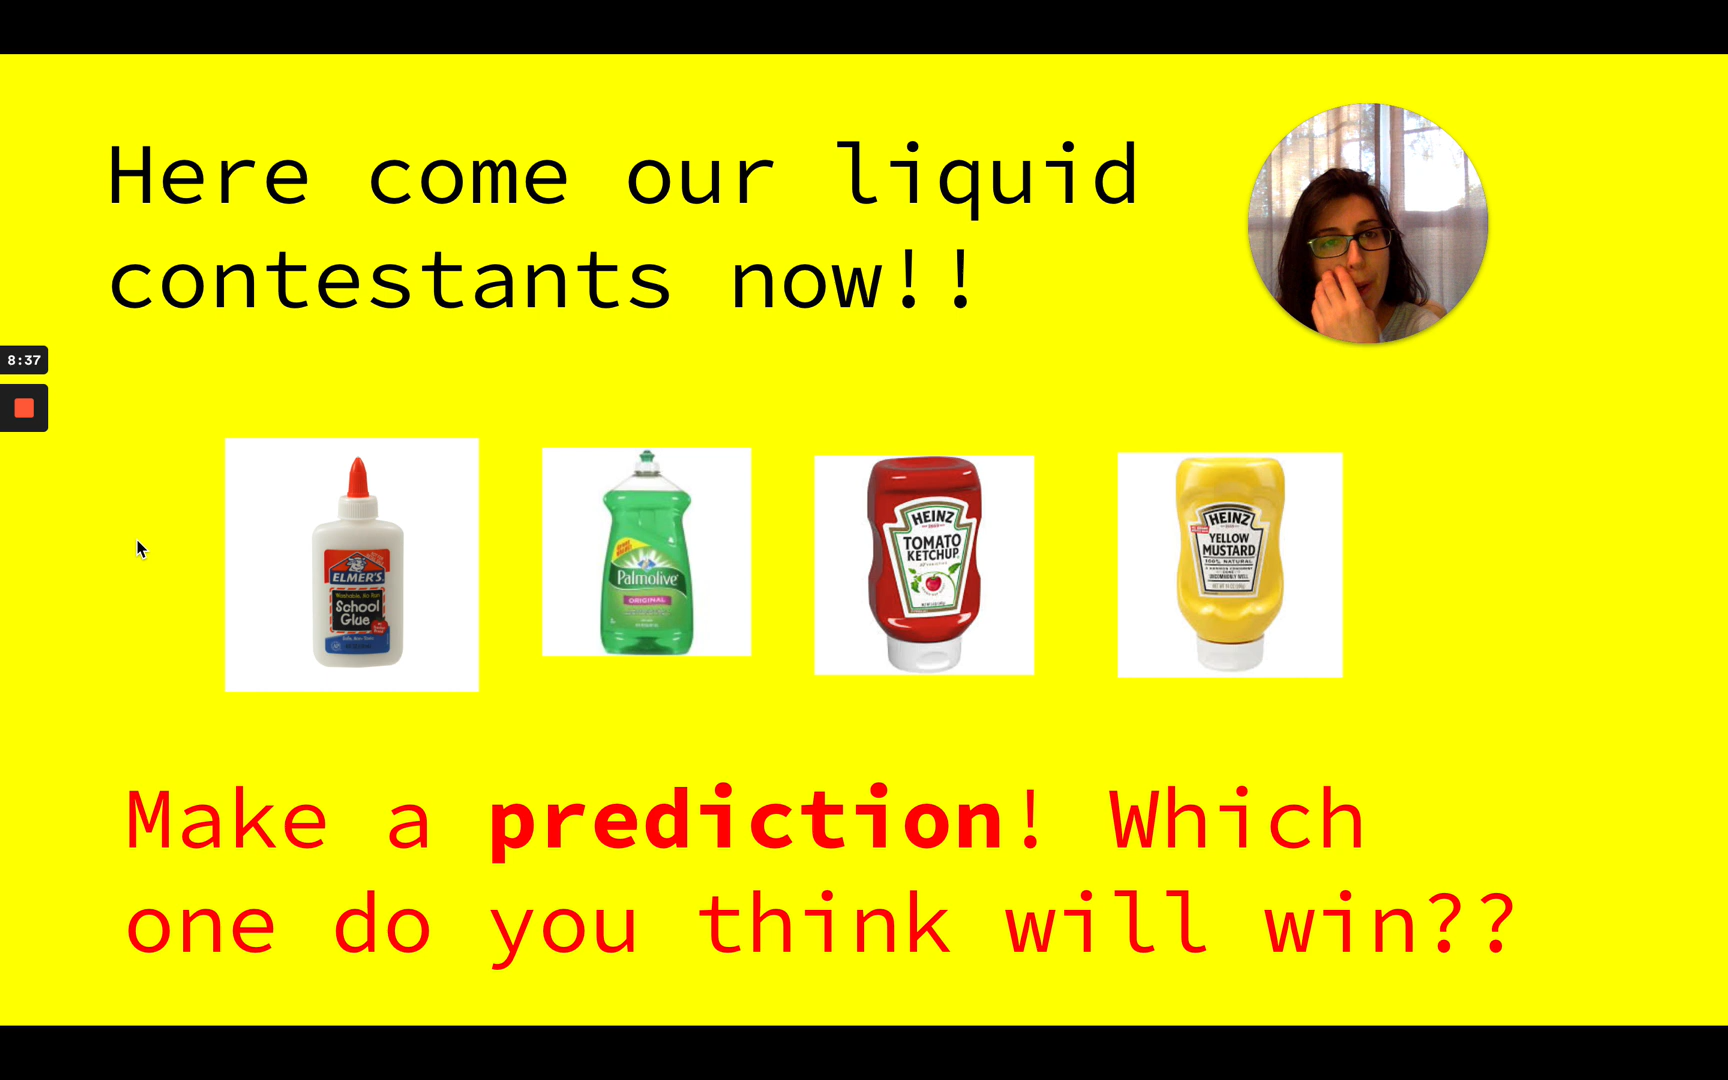 Here come our liquid
contestants now!!
8:37
ELMER'S
School
Glue
Palmolive
ORIGINAL
HEINZ
TOMATO
KETCHUP
HEINZ
YELLOW
MUSTARD
100% NATURAL
Make a prediction! Which
one do you think will win??